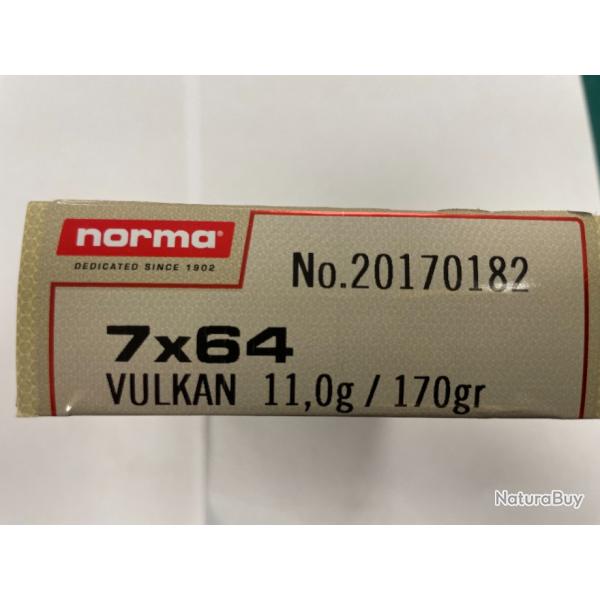 norma®
DEDICATED SINCE 1902
No.20170182
7x64
VULKAN 11,0g / 170gr
NaturaBuy